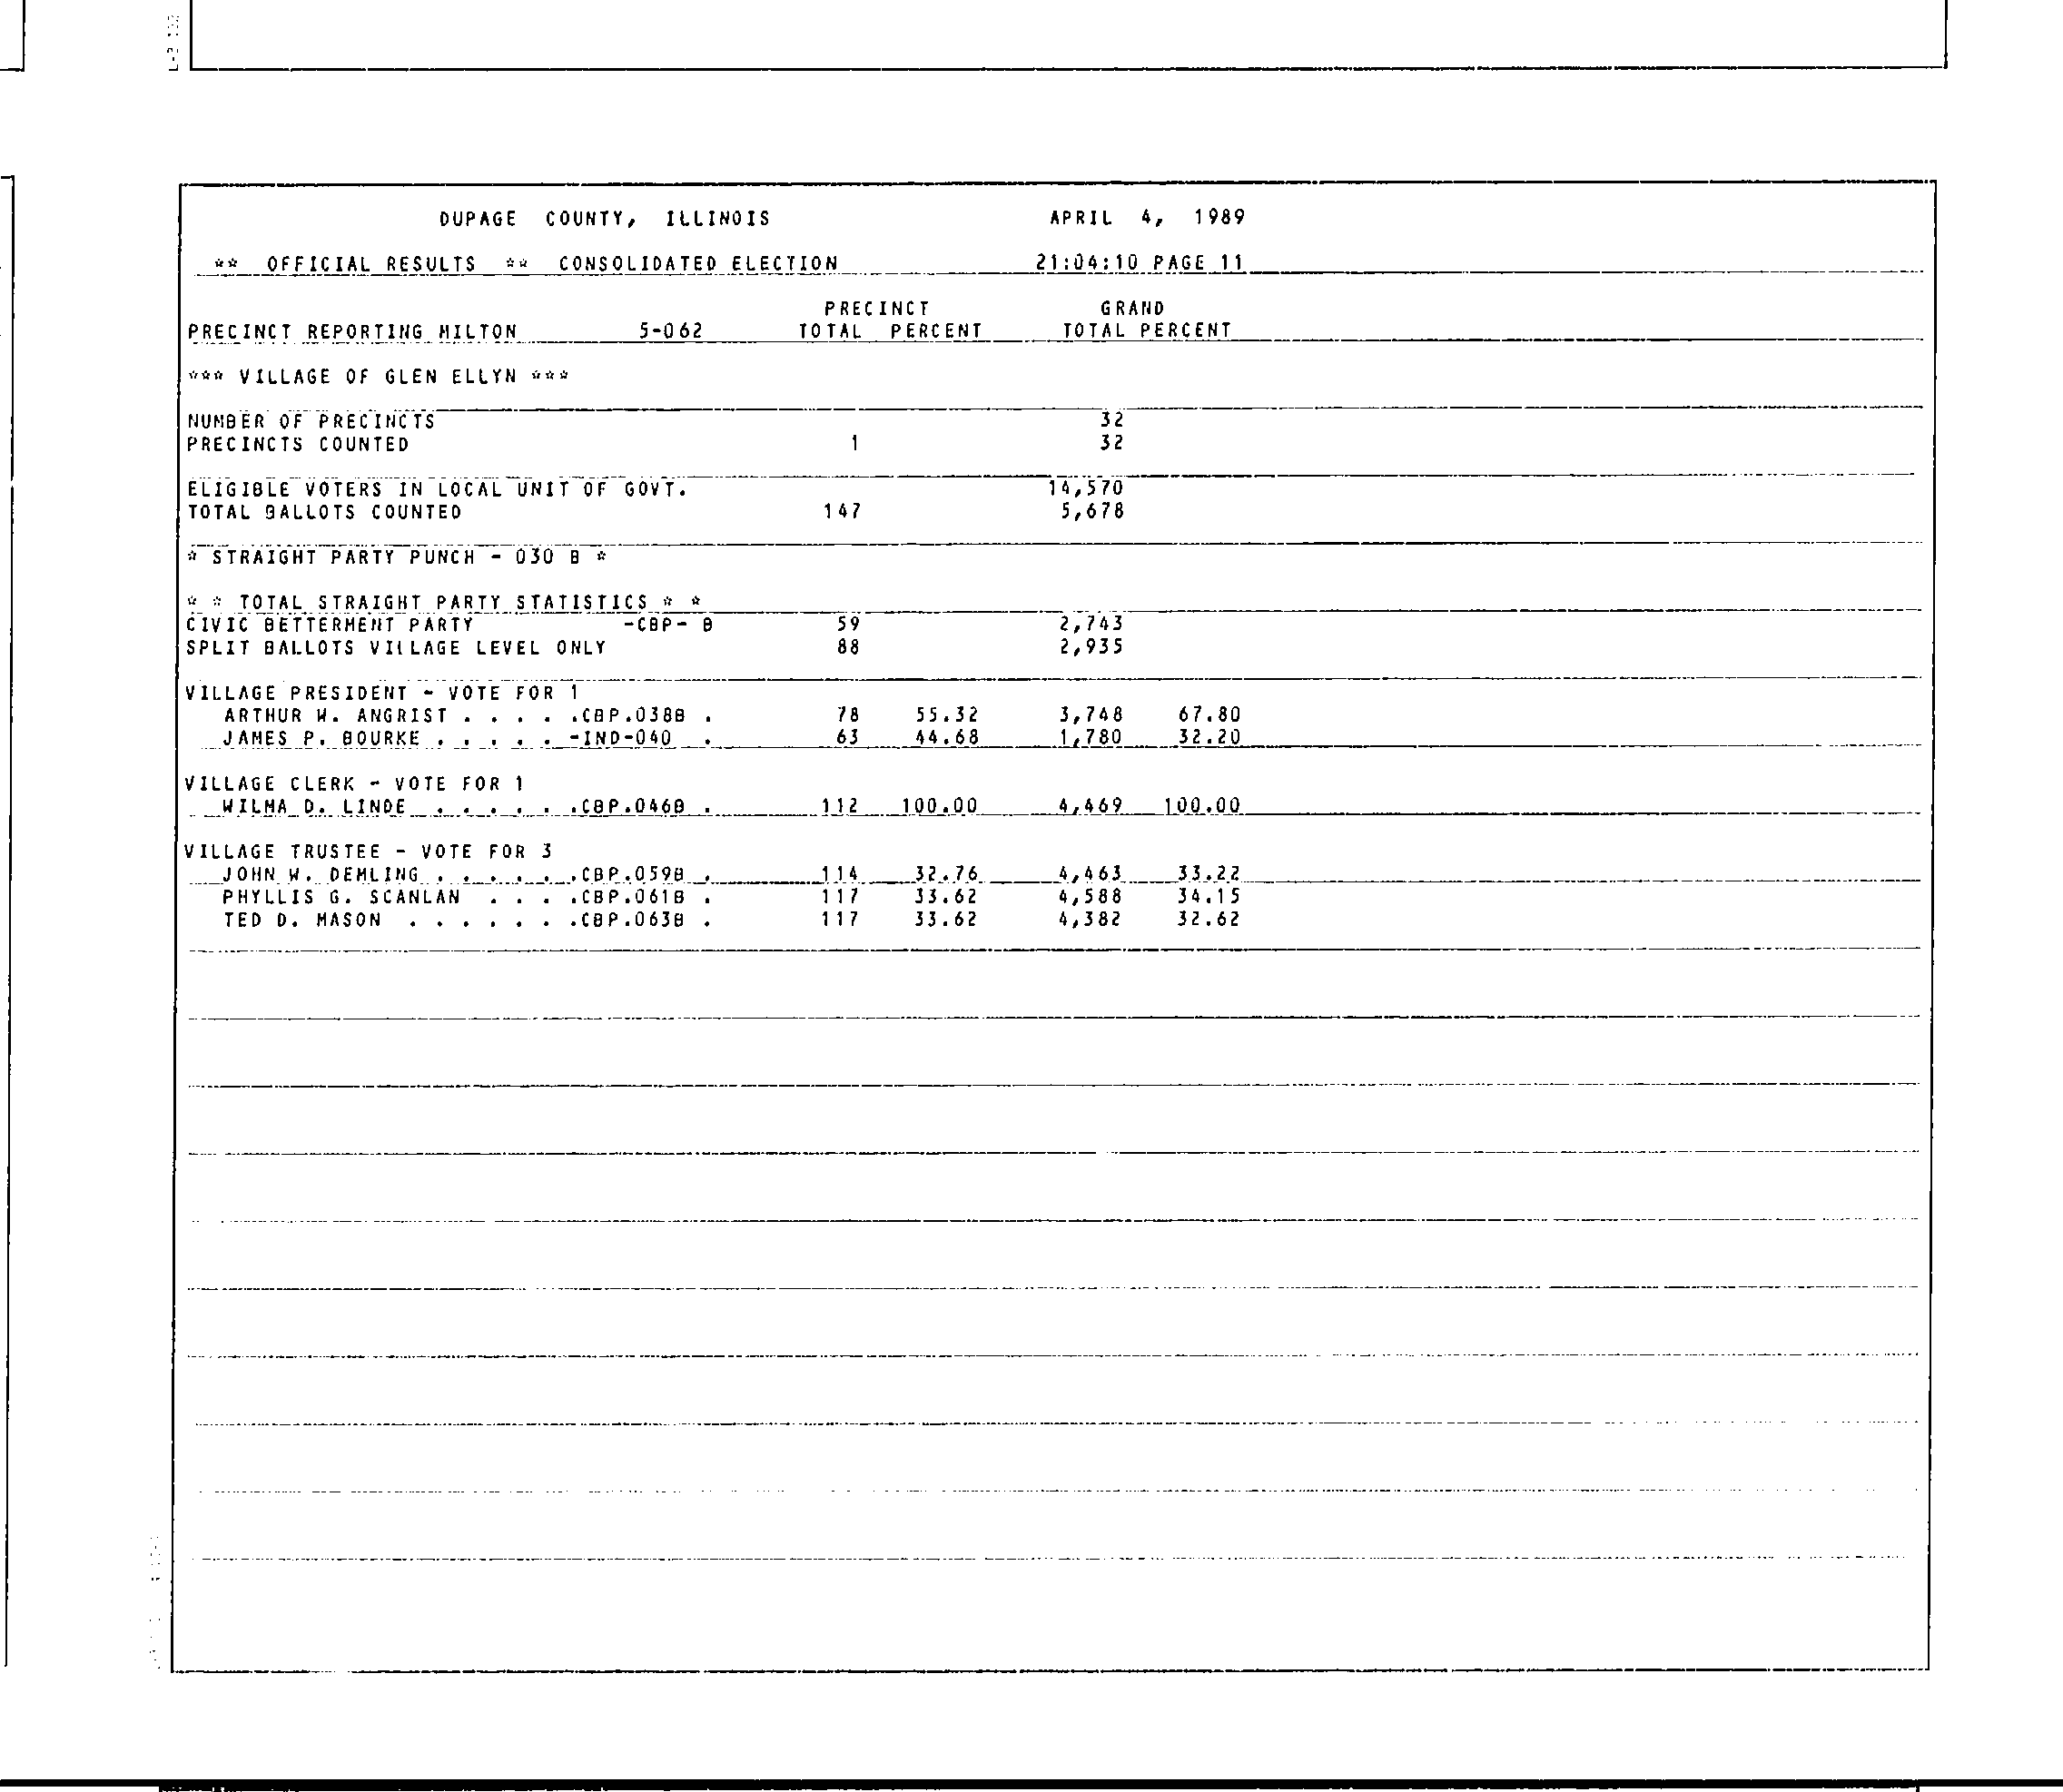 DUPAGE COUNTY, ILLINOIS APRIL 4, 1989
** OFFICIAL RESULTS ** CONSOLIDATED ELECTION 21:04:10 PAGE 11
PRECINCT GRAND
PRECINCT REPORTING MILTON 5-062 TOTAL PERCENT TOTAL PERCENT
*** VILLAGE OF GLEN ELLYN ***
NUMBER OF PRECINCTS 32
PRECINCTS COUNTED 1 32
ELIGIBLE VOTERS IN LOCAL UNIT OF GOVT. 14,570
TOTAL BALLOTS COUNTED 147 5,678
* STRAIGHT PARTY PUNCH - 030 B *
* * TOTAL STRAIGHT PARTY STATISTICS * *
CIVIC BETTERMENT PARTY -CBP- B 59 2,743
SPLIT BALLOTS VILLAGE LEVEL ONLY 88 2,935
VILLAGE PRESIDENT - VOTE FOR 1
ARTHUR W. ANGRIST . . . . .CBP.038B . 78 55.32 3,748 67.80
JAMES P. BOURKE . . . . . -IND-040 . 63 44.68 1,780 32.20
VILLAGE CLERK - VOTE FOR 1
WILMA D. LINDE . . . . . .CBP.046B . 112 100.00 4,469 100.00
VILLAGE TRUSTEE - VOTE FOR 3
JOHN W. DEMLING . . . . . .CBP.059B . 114 32.76 4,463 33.22
PHYLLIS G. SCANLAN . . . .CBP.061B . 117 33.62 4,588 34.15
TED D. MASON . . . . . . .CBP.063B . 117 33.62 4,382 32.62